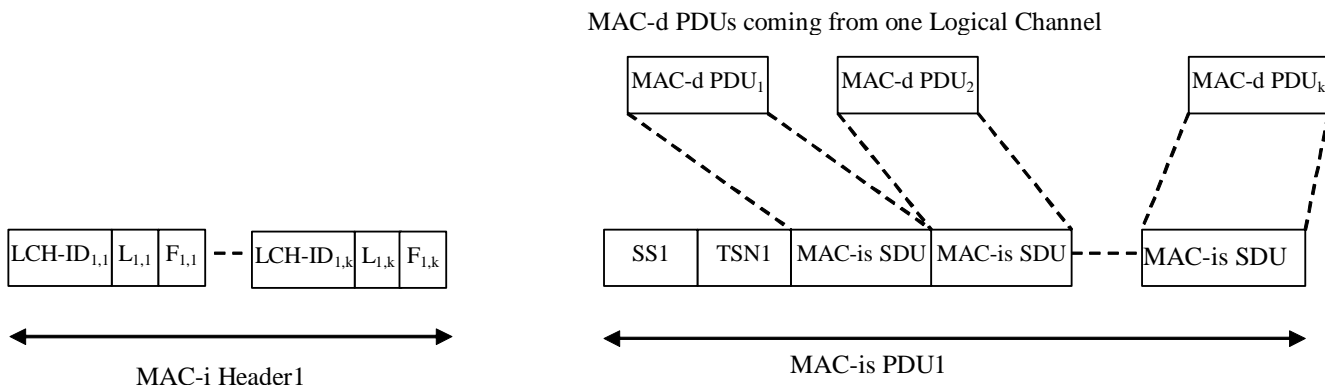 MAC-d PDUs coming from one Logical Channel
MAC-d PDU1 MAC-d PDU2 MAC-d PDUk
LCH-ID1,1 L1,1 F1,1 LCH-ID1,k L1,k F1,k
SS1 TSN1 MAC-is SDU MAC-is SDU MAC-is SDU
MAC-i Header1
MAC-is PDU1